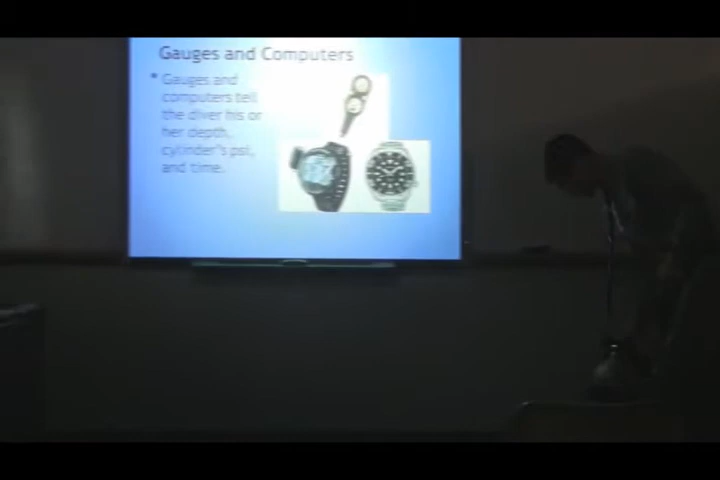 Gauges and Computers
• Gauges and
computers tell
the diver his or
her depth,
cylinder's psi,
and time.